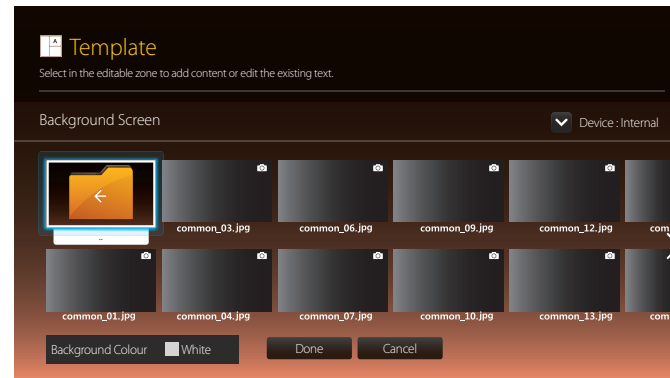 A
Template
Select in the editable zone to add content or edit the existing text.
Background Screen
Device : Internal
common_03.jpg common_06.jpg common_09.jpg common_12.jpg com
..
common_01.jpg common_04.jpg common_07.jpg common_10.jpg common_13.jpg com
Background Colour White Done Cancel